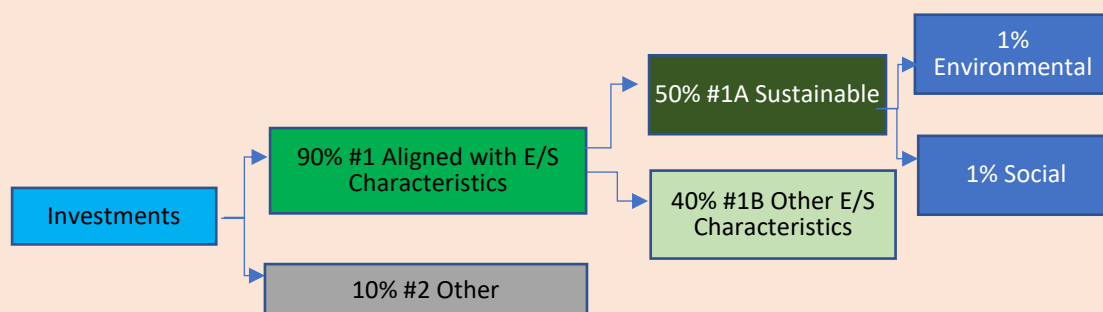 Investments
90% #1 Aligned with E/S
Characteristics
10% #2 Other
50% #1A Sustainable
40% #1B Other E/S
Characteristics
1%
Environmental
1% Social